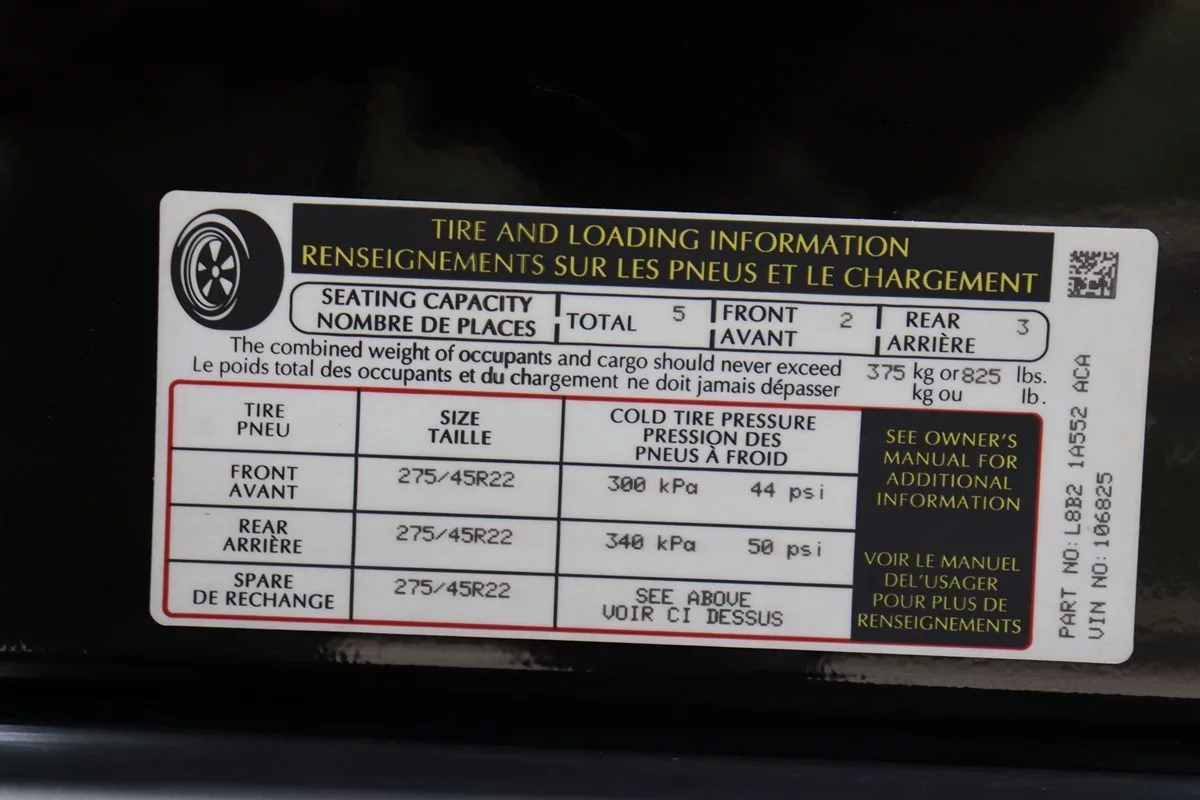 TIRE AND LOADING INFORMATION
RENSEIGNEMENTS SUR LES PNEUS ET LE CHARGEMENT
SEATING CAPACITY
NOMBRE DE PLACES
TOTAL 5
FRONT
AVANT
2
REAR
ARRIÈRE
3
The combined weight of occupants and cargo should never exceed 375 kg or 825 lbs.
Le poids total des occupants et du chargement ne doit jamais dépasser kg ou lb.
TIRE
PNEU
SIZE
TAILLE
COLD TIRE PRESSURE
PRESSION DES
PNEUS À FROID
FRONT
AVANT
275/45R22
300 kPa 44 psi
REAR
ARRIÈRE
275/45R22
340 kPa 50 psi
SPARE
DE RECHANGE
275/45R22
SEE ABOVE
VOIR CI DESSUS
SEE OWNER'S
MANUAL FOR
ADDITIONAL
INFORMATION
VOIR LE MANUEL
DEL'USAGER
POUR PLUS DE
RENSEIGNEMENTS
PART NO: L8B2 1A552 ACA
VIN NO: 106825